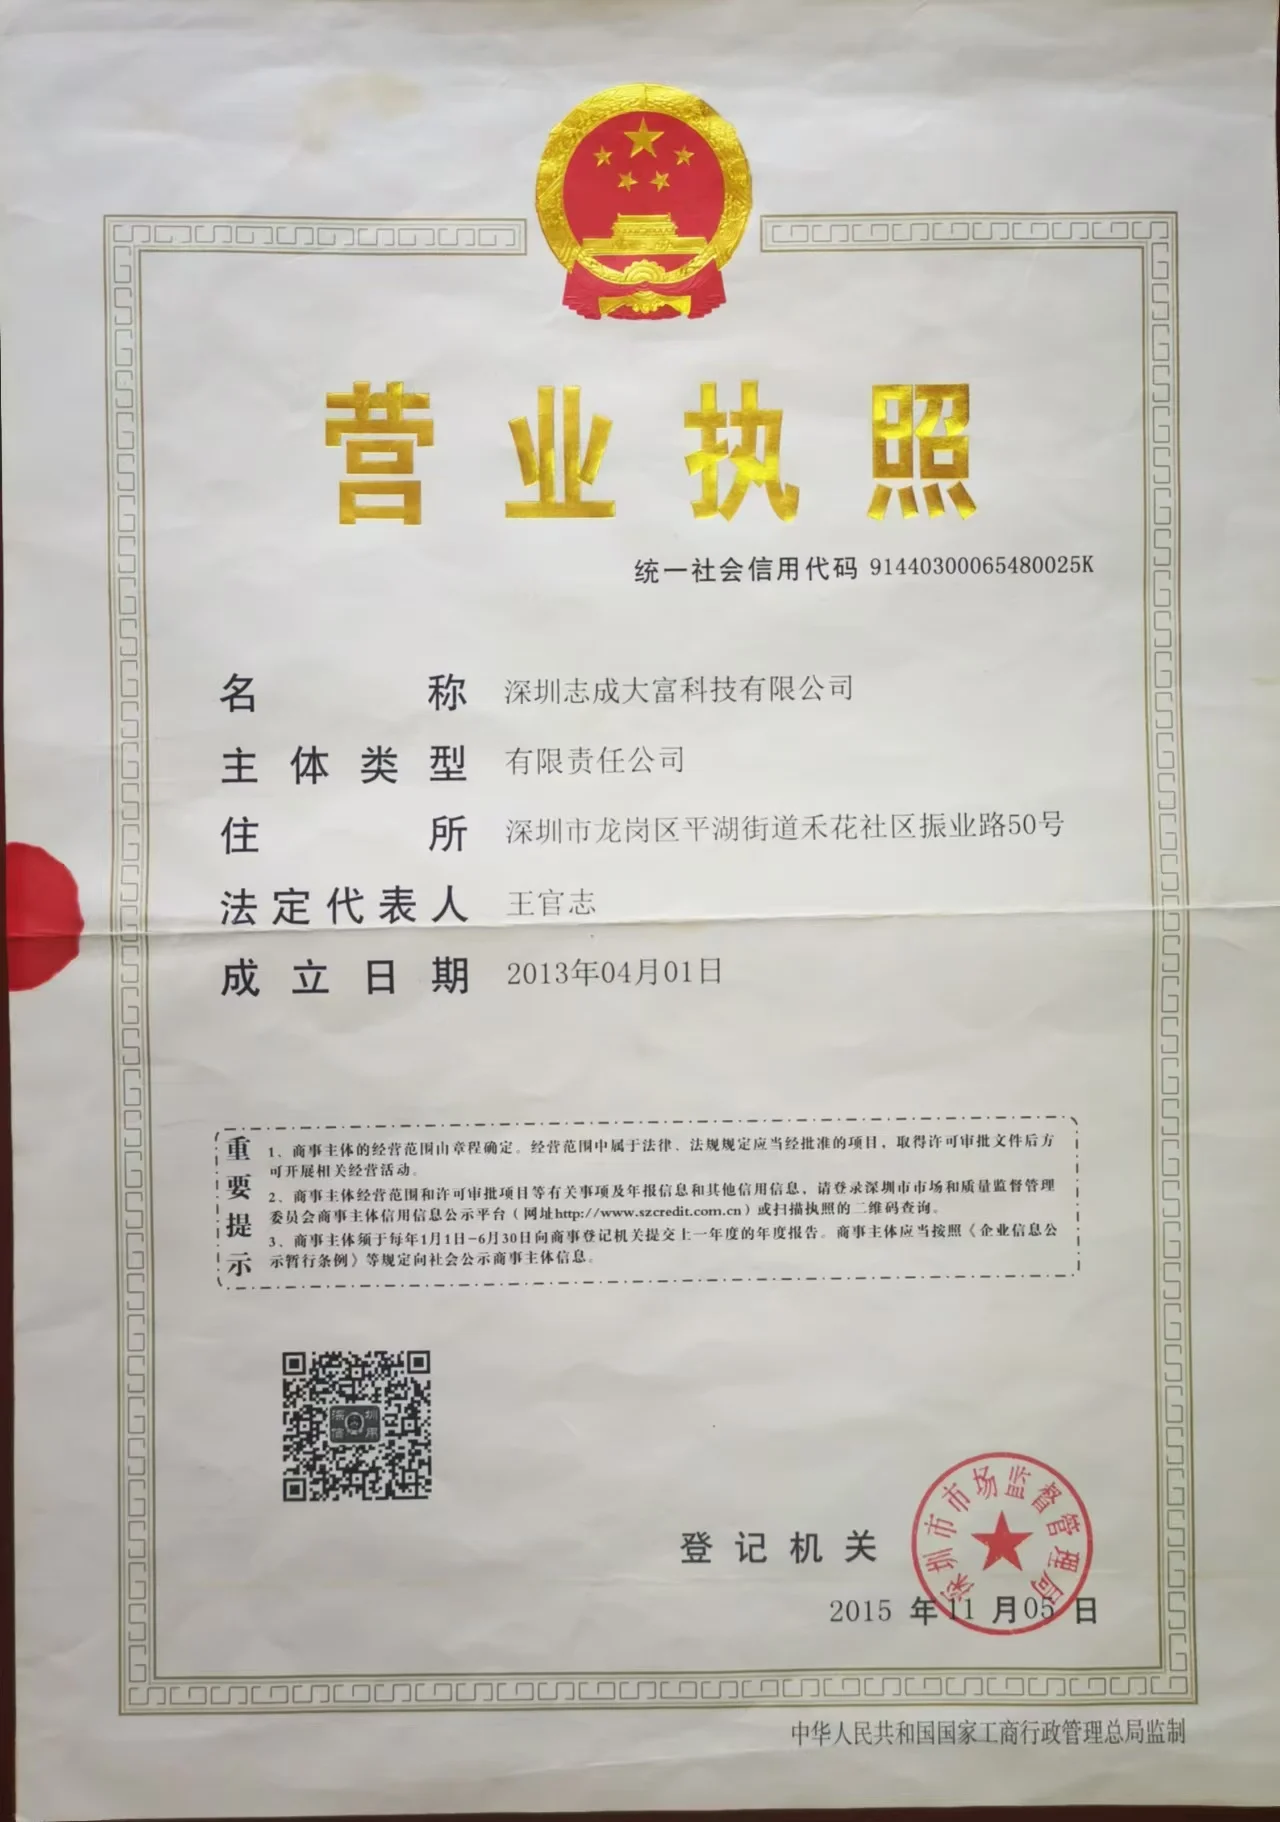 营业执照
统一社会信用代码 91440300065480025K
名称 深圳志成大富科技有限公司
主体类型 有限责任公司
住所 深圳市龙岗区平湖街道禾花社区振业路50号
法定代表人 王官志
成立日期 2013年04月01日
重要提示
1、商事主体的经营范围由章程确定。经营范围中属于法律、法规规定应当经批准的项目，取得许可审批文件后方
可开展相关经营活动。
2、商事主体经营范围和许可审批项目等有关事项及年报信息和其他信用信息，请登录深圳市市场和质量监督管理
委员会商事主体信用信息公示平台（网址http://www.szcredit.com.cn）或扫描执照的二维码查询。
3、商事主体须于每年1月1日-6月30日向商事登记机关提交上一年度的年度报告。商事主体应当按照《企业信息公
示暂行条例》等规定向社会公示商事主体信息。
深圳
信用
深圳市市场监督管理局
登记机关
2015年11月05日
中华人民共和国国家工商行政管理总局监制